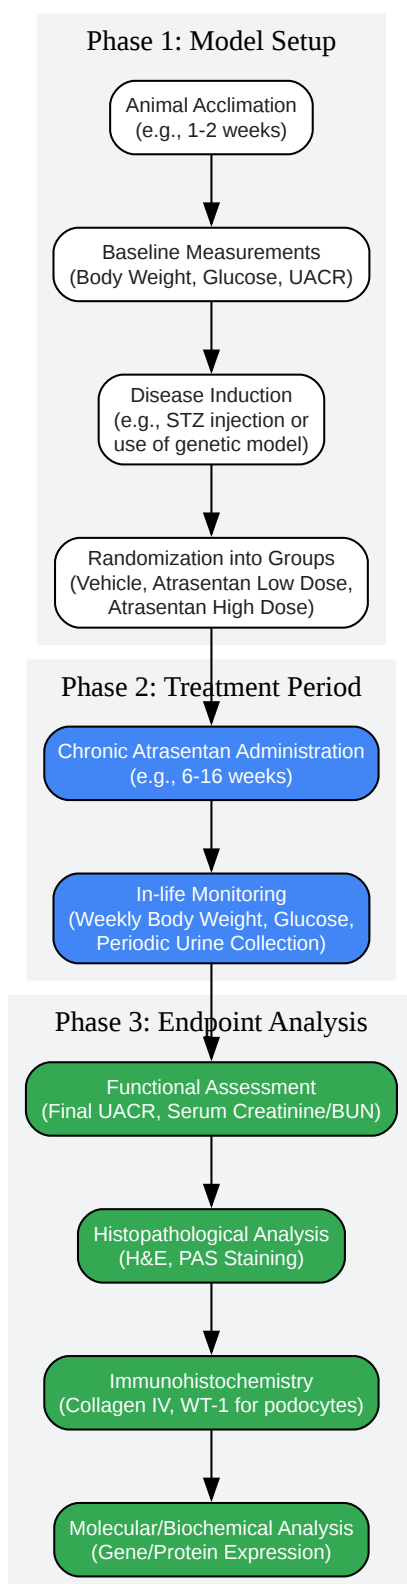 Phase 1: Model Setup
Animal Acclimation
(e.g., 1-2 weeks)
Baseline Measurements
(Body Weight, Glucose, UACR)
Disease Induction
(e.g., STZ injection or
use of genetic model)
Randomization into Groups
(Vehicle, Atrasentan Low Dose,
Atrasentan High Dose)
Phase 2: Treatment Period
Chronic Atrasentan Administration
(e.g., 6-16 weeks)
In-life Monitoring
(Weekly Body Weight, Glucose,
Periodic Urine Collection)
Phase 3: Endpoint Analysis
Functional Assessment
(Final UACR, Serum Creatinine/BUN)
Histopathological Analysis
(H&E, PAS Staining)
Immunohistochemistry
(Collagen IV, WT-1 for podocytes)
Molecular/Biochemical Analysis
(Gene/Protein Expression)